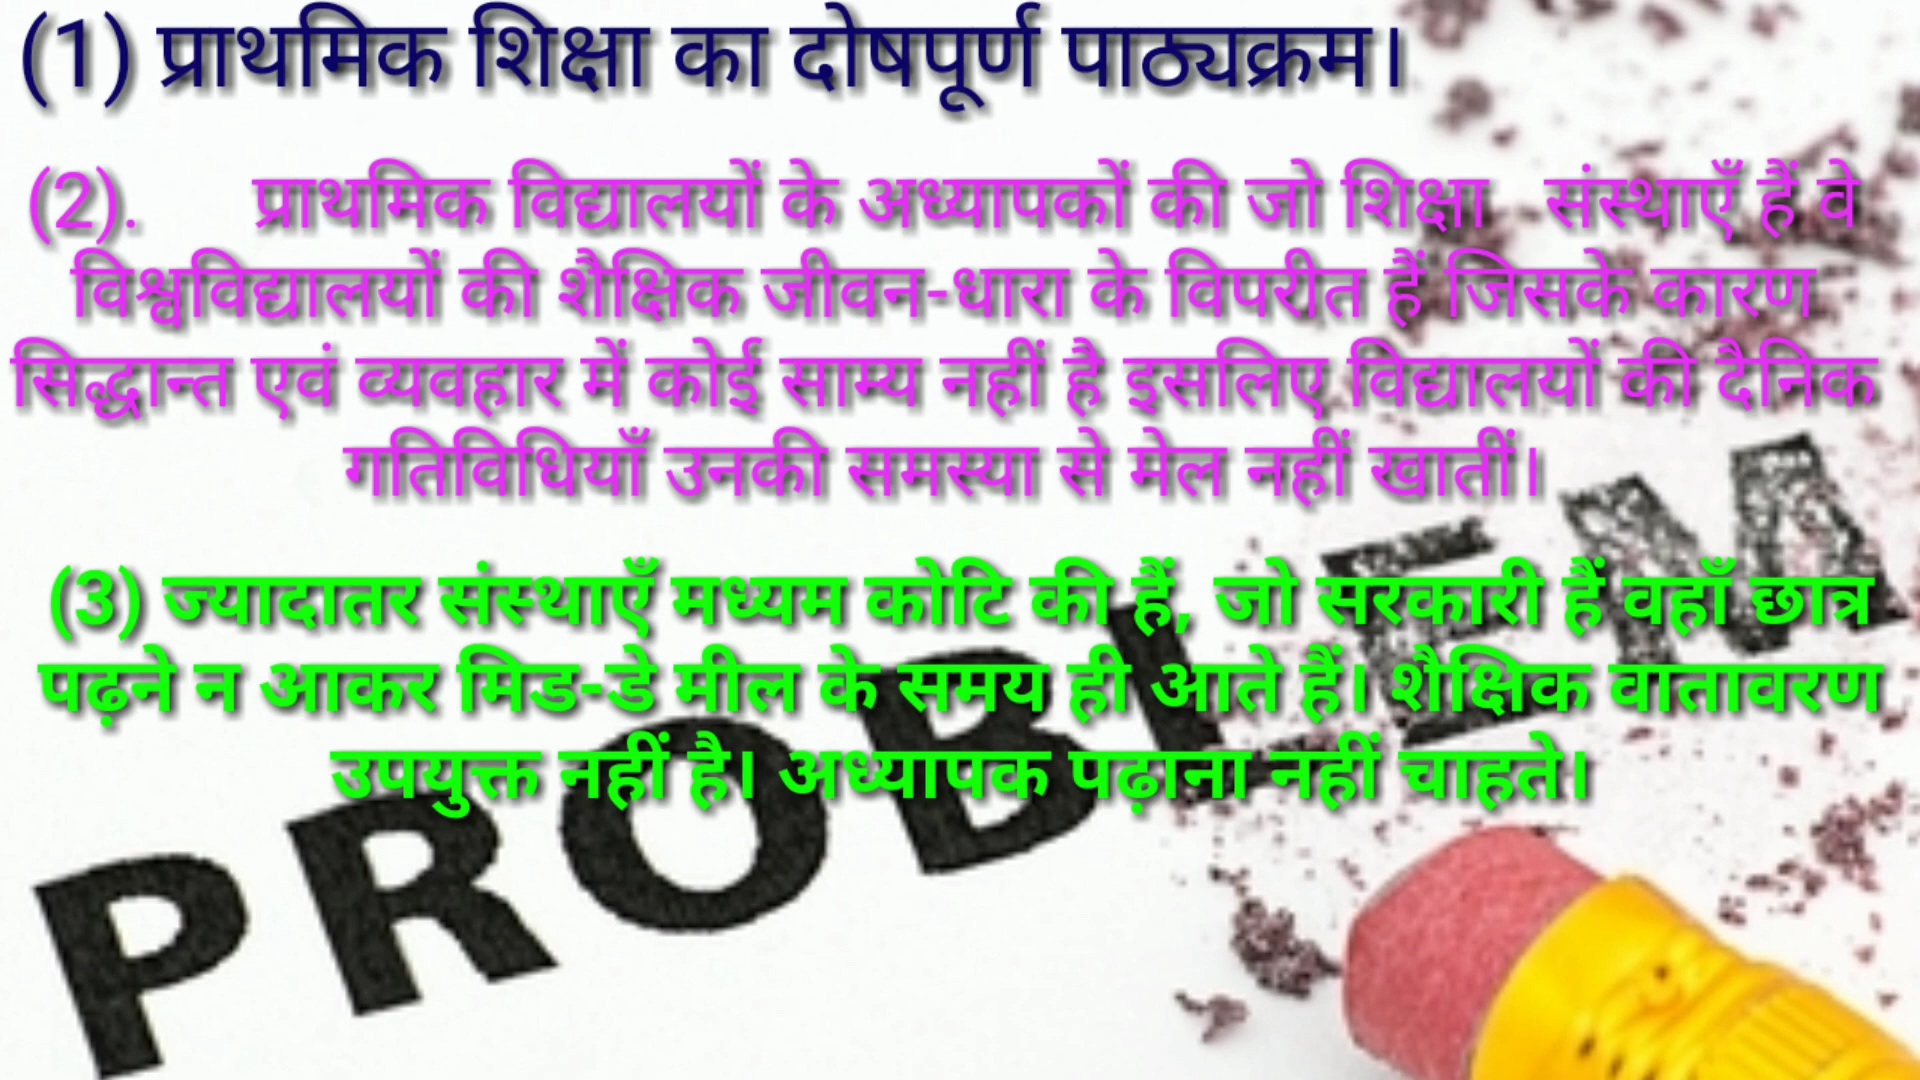 (1) प्राथमिक शिक्षा का दोषपूर्ण पाठ्यक्रम।
(2). प्राथमिक विद्यालयों के अध्यापकों की जो शिक्षा संस्थाएँ हैं वे
विश्वविद्यालयों की शैक्षिक जीवन-धारा के विपरीत हैं जिसके कारण
सिद्धान्त एवं व्यवहार में कोई साम्य नहीं है इसलिए विद्यालयों की दैनिक
गतिविधियाँ उनकी समस्या से मेल नहीं खातीं।
(3) ज्यादातर संस्थाएँ मध्यम कोटि की हैं, जो सरकारी हैं वहाँ छात्र
पढ़ने न आकर मिड-डे मील के समय ही आते हैं। शैक्षिक वातावरण
उपयुक्त नहीं है। अध्यापक पढ़ाना नहीं चाहते।
PROBLEM